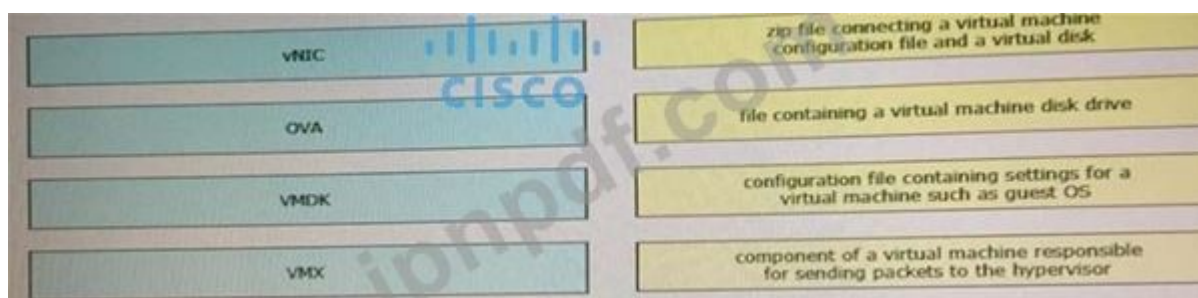 vNIC
OVA
VMDK
VMX
zip file connecting a virtual machine
configuration file and a virtual disk
file containing a virtual machine disk drive
configuration file containing settings for a
virtual machine such as guest OS
component of a virtual machine responsible
for sending packets to the hypervisor
CISCO
ipnpdf.com